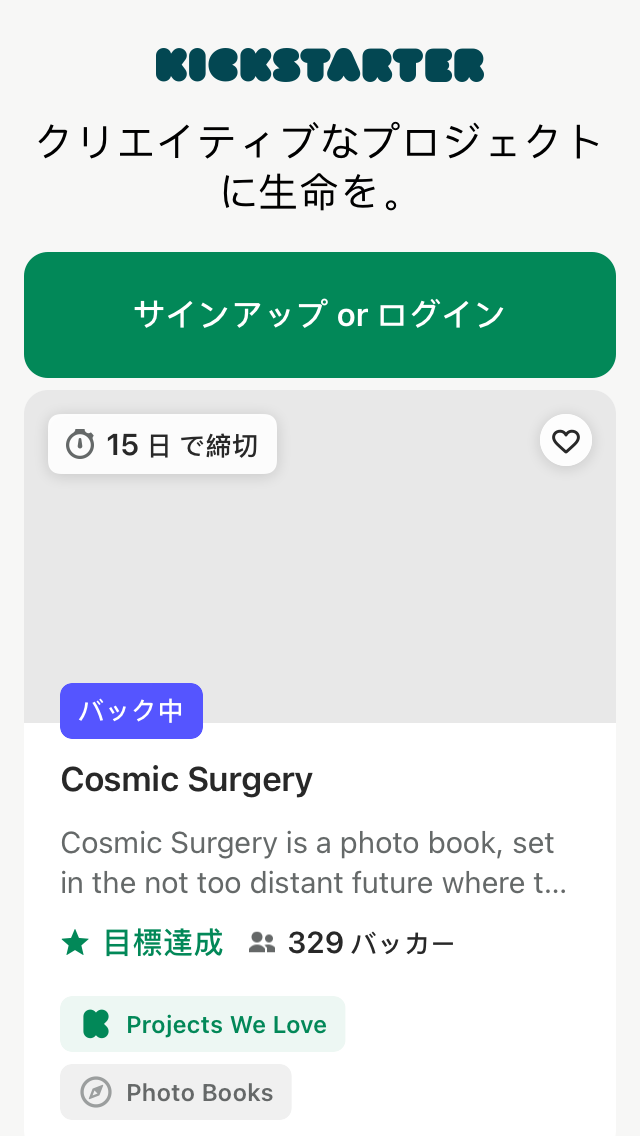 KICKSTARTER
クリエイティブなプロジェクト
に生命を。
サインアップ or ログイン
15 日 で締切
バック中
Cosmic Surgery
Cosmic Surgery is a photo book, set
in the not too distant future where t...
目標達成 329 バッカー
Projects We Love
Photo Books